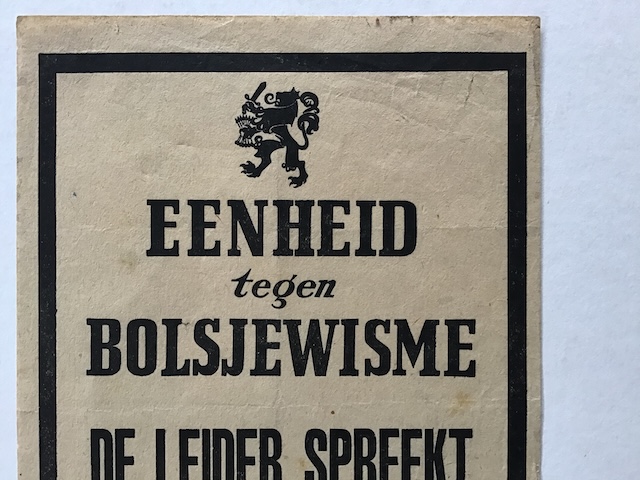 EENHEID
tegen
BOLSJEWISME
DE LEIDER SPREEKT